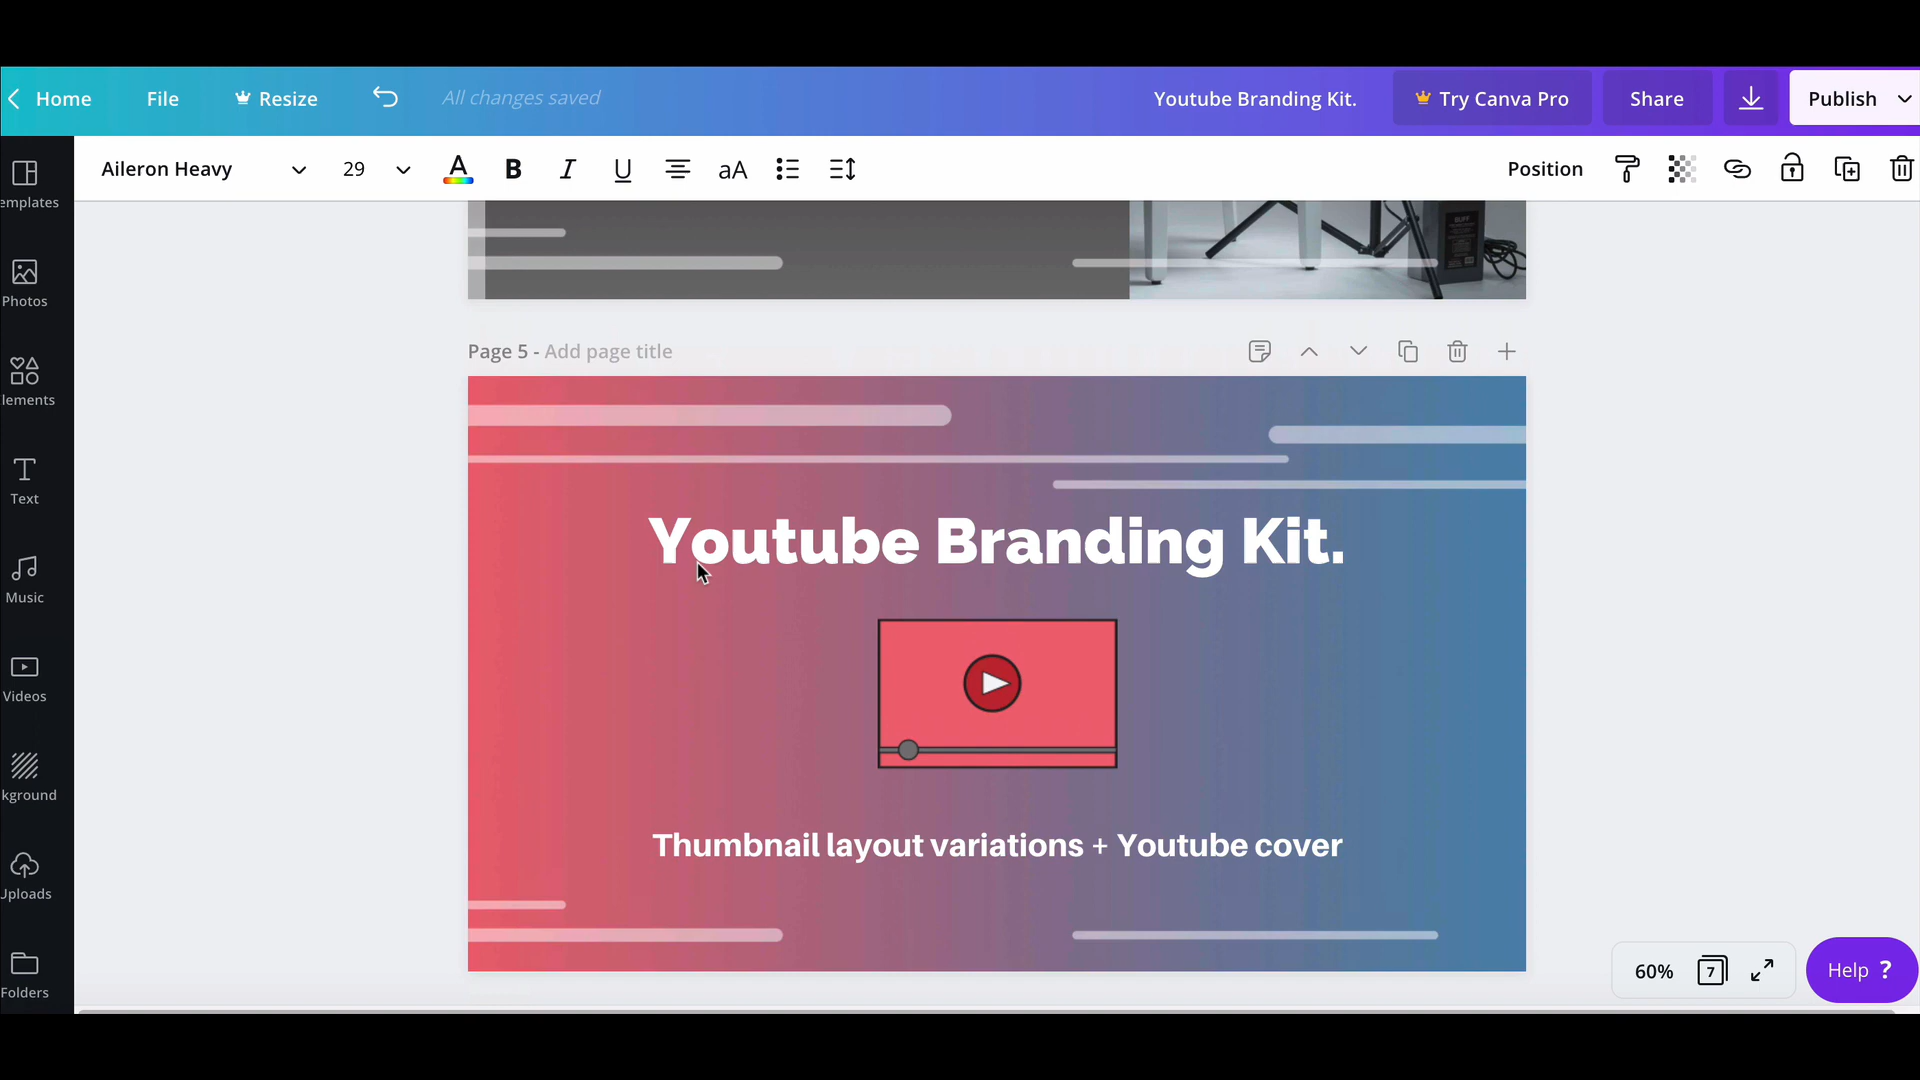 Home File Resize All changes saved Youtube Branding Kit. Try Canva Pro Share Publish
Aileron Heavy 29 A B I U aA Position
emplates
Photos
lements
Text
Music
Videos
kground
Uploads
Folders
Page 5 - Add page title
Youtube Branding Kit.
Thumbnail layout variations + Youtube cover
60% 7 Help ?